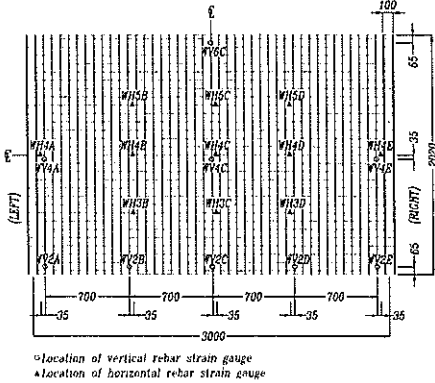 ℄
100
WV6C
65
WH5B WH5C WH5D
WH4A WH4B WH4C WH4D WH4E
35
℄
WV4A WV4C WV4E
2020
(LEFT)
(RIGHT)
WH3B WH3C WH3D
WV2A WV2B WV2C WV2D WV2E
65
700 700 700 700
35 35 35 35 35
3000
Location of vertical rebar strain gauge
Location of horizontal rebar strain gauge